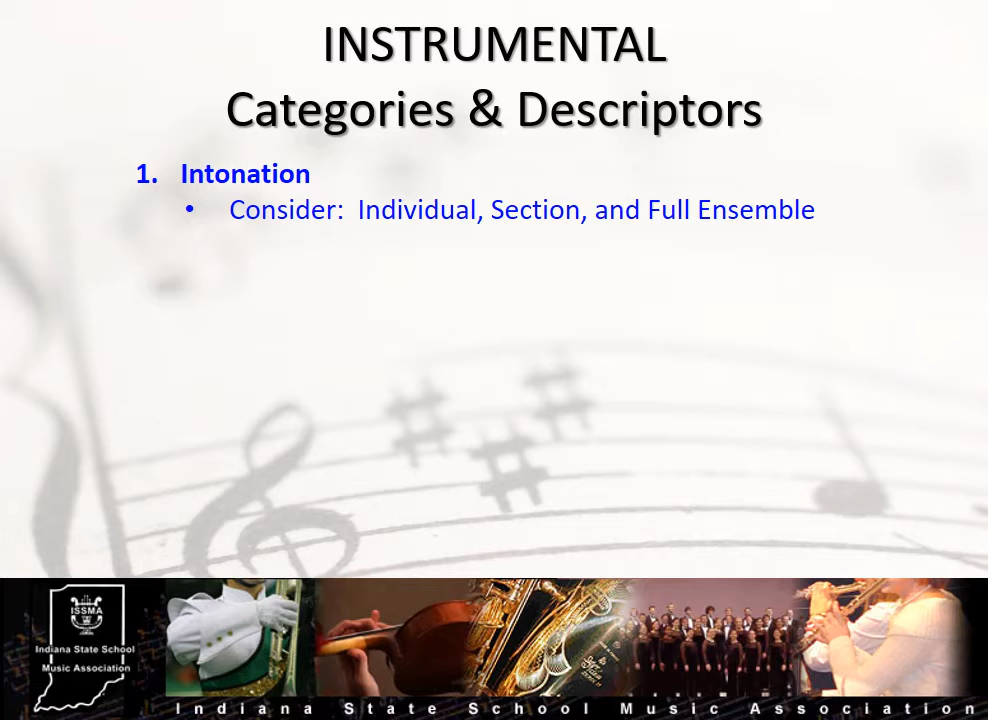 INSTRUMENTAL
Categories & Descriptors
1. Intonation
• Consider: Individual, Section, and Full Ensemble
ISSMA
Indiana State School
Music Association
Indiana State School Music Association